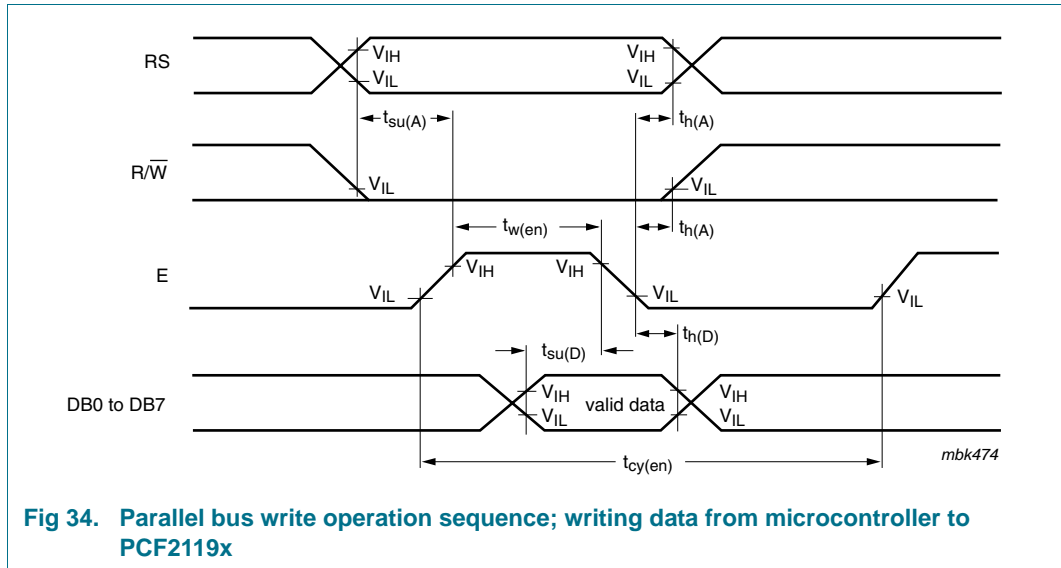 RS
VIH
VIL
VIH
VIL
tsu(A)
th(A)
R/W
VIL
VIL
tw(en)
th(A)
E
VIH
VIH
VIL
VIL
VIL
tsu(D)
th(D)
DB0 to DB7
VIH
VIL
valid data
VIH
VIL
tcy(en)
mbk474
Fig 34. Parallel bus write operation sequence; writing data from microcontroller to
PCF2119x